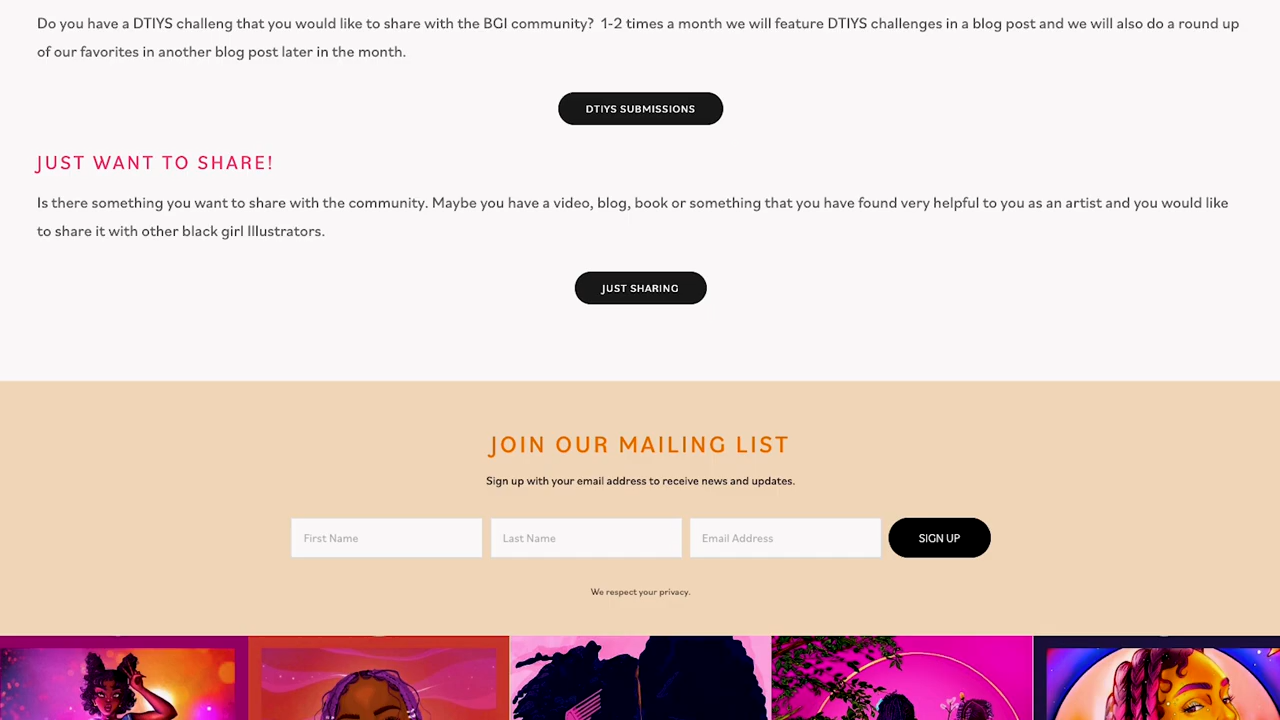 Do you have a DTIYS challeng that you would like to share with the BGI community?  1-2 times a month we will feature DTIYS challenges in a blog post and we will also do a round up
of our favorites in another blog post later in the month.
DTIYS SUBMISSIONS
JUST WANT TO SHARE!
Is there something you want to share with the community. Maybe you have a video, blog, book or something that you have found very helpful to you as an artist and you would like
to share it with other black girl Illustrators.
JUST SHARING
JOIN OUR MAILING LIST
Sign up with your email address to receive news and updates.
First Name
Last Name
Email Address
SIGN UP
We respect your privacy.